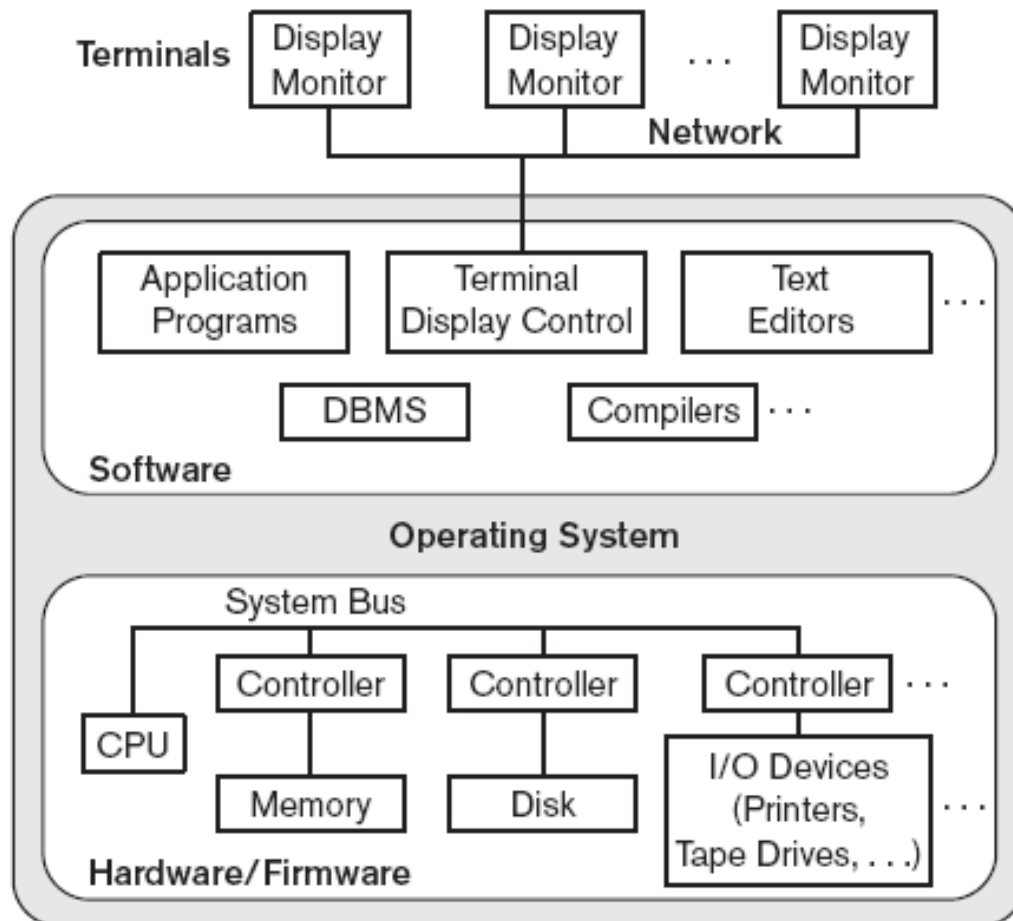 Terminals
Display
Monitor
Display
Monitor
. . .
Display
Monitor
Network
Application
Programs
Terminal
Display Control
Text
Editors
. . .
DBMS
Compilers
. . .
Software
Operating System
System Bus
Controller
Controller
Controller
. . .
CPU
Memory
Disk
I/O Devices
(Printers,
Tape Drives, . . .)
. . .
Hardware/Firmware